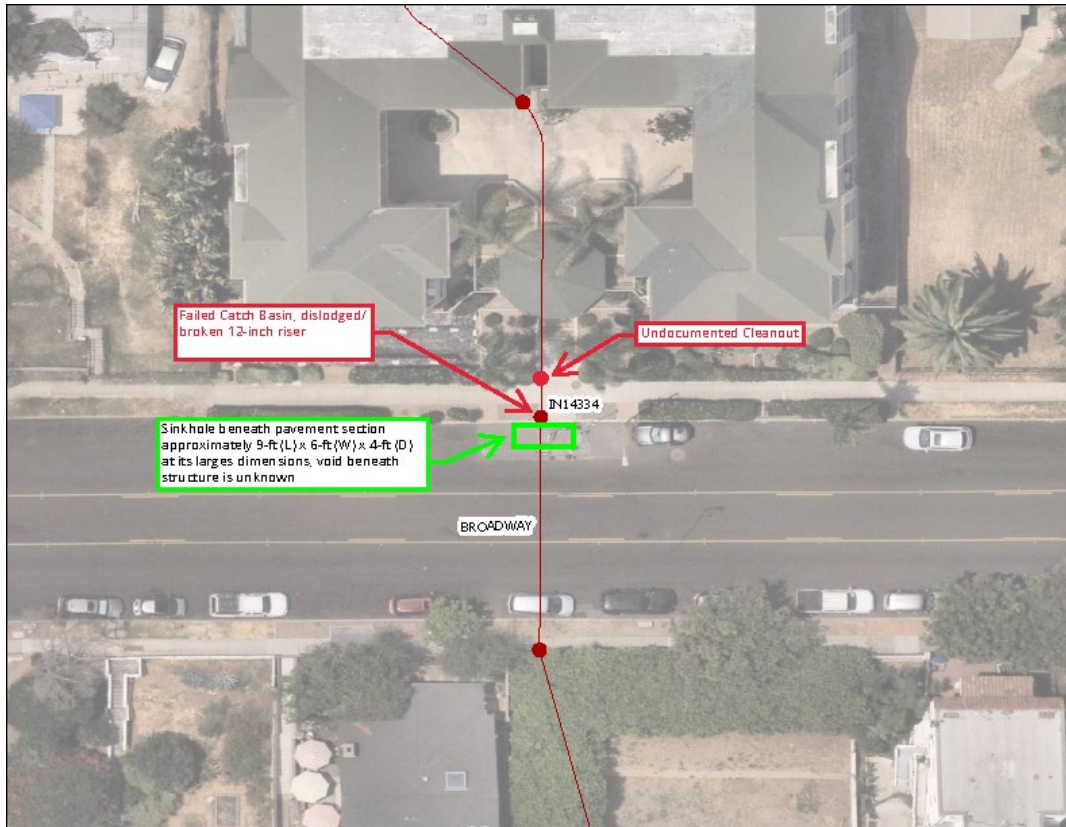 Failed Catch Basin, dislodged/
broken 12-inch riser
Undocumented Cleanout
IN14334
Sinkhole beneath pavement section
approximately 9-ft(L) x 6-ft(W) x 4-ft(D)
at its larges dimensions, void beneath
structure is unknown
BROADWAY